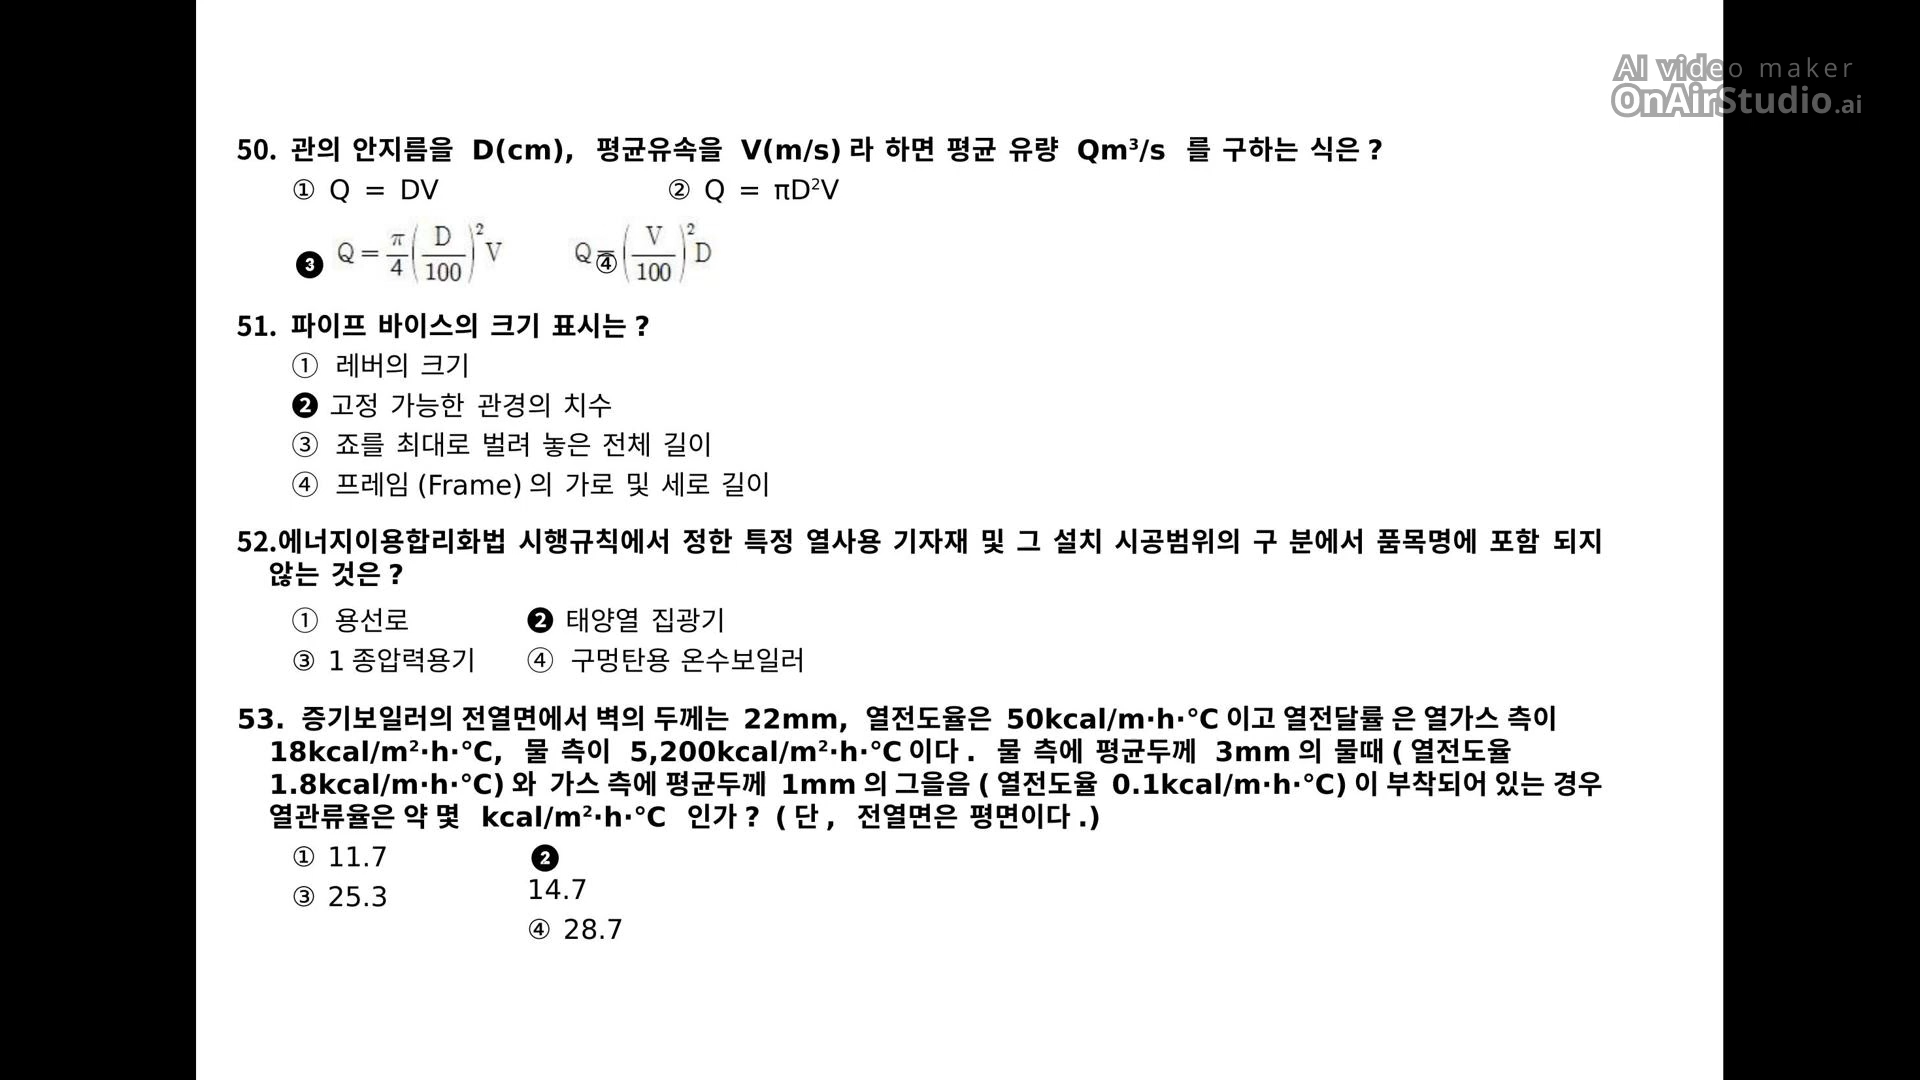 AI video maker
OnAirStudio.ai
50. 관의 안지름을 D(cm), 평균유속을 V(m/s) 라 하면 평균 유량 Qm³/s 를 구하는 식은 ?
① Q = DV ② Q = πD²V
❸ Q = π/4 (D/100)² V ④ Q = (V/100)² D
51. 파이프 바이스의 크기 표시는 ?
① 레버의 크기
❷ 고정 가능한 관경의 치수
③ 죠를 최대로 벌려 놓은 전체 길이
④ 프레임 (Frame) 의 가로 및 세로 길이
52.에너지이용합리화법 시행규칙에서 정한 특정 열사용 기자재 및 그 설치 시공범위의 구 분에서 품목명에 포함 되지
않는 것은 ?
① 용선로 ❷ 태양열 집광기
③ 1 종압력용기 ④ 구멍탄용 온수보일러
53. 증기보일러의 전열면에서 벽의 두께는 22mm, 열전도율은 50kcal/m·h·°C 이고 열전달률 은 열가스 측이
18kcal/m²·h·°C, 물 측이 5,200kcal/m²·h·°C 이다 . 물 측에 평균두께 3mm 의 물때 ( 열전도율
1.8kcal/m·h·°C) 와 가스 측에 평균두께 1mm 의 그을음 ( 열전도율 0.1kcal/m·h·°C) 이 부착되어 있는 경우
열관류율은 약 몇 kcal/m²·h·°C 인가 ? ( 단 , 전열면은 평면이다 .)
① 11.7 ❷
14.7
③ 25.3
④ 28.7